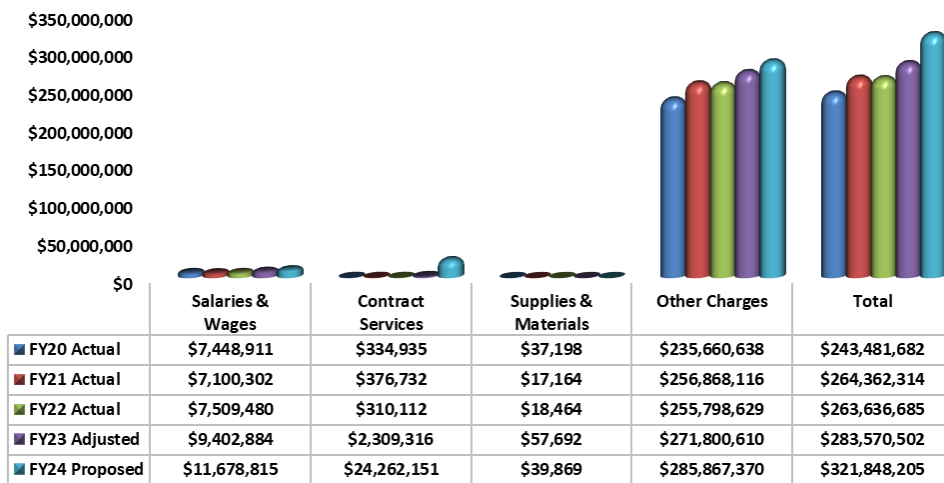 $350,000,000
$300,000,000
$250,000,000
$200,000,000
$150,000,000
$100,000,000
$50,000,000
$0
Salaries & Wages Contract Services Supplies & Materials Other Charges Total
FY20 Actual $7,448,911 $334,935 $37,198 $235,660,638 $243,481,682
FY21 Actual $7,100,302 $376,732 $17,164 $256,868,116 $264,362,314
FY22 Actual $7,509,480 $310,112 $18,464 $255,798,629 $263,636,685
FY23 Adjusted $9,402,884 $2,309,316 $57,692 $271,800,610 $283,570,502
FY24 Proposed $11,678,815 $24,262,151 $39,869 $285,867,370 $321,848,205